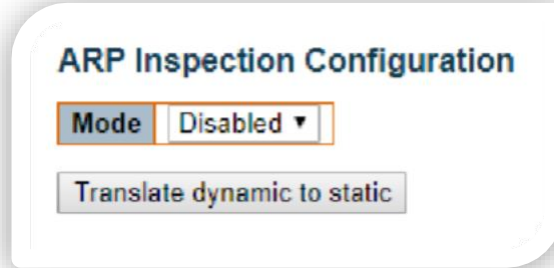 ARP Inspection Configuration
Mode Disabled
Translate dynamic to static